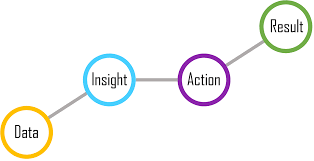 Data
Insight
Action
Result